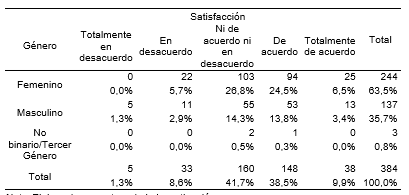 Satisfacción
Género Totalmente en desacuerdo En desacuerdo Ni de acuerdo ni en desacuerdo De acuerdo Totalmente de acuerdo Total
Femenino 0 22 103 94 25 244
0,0% 5,7% 26,8% 24,5% 6,5% 63,5%
Masculino 5 11 55 53 13 137
1,3% 2,9% 14,3% 13,8% 3,4% 35,7%
No binario/Tercer Género 0 0 2 1 0 3
0,0% 0,0% 0,5% 0,3% 0,0% 0,8%
Total 5 33 160 148 38 384
1,3% 8,6% 41,7% 38,5% 9,9% 100,0%